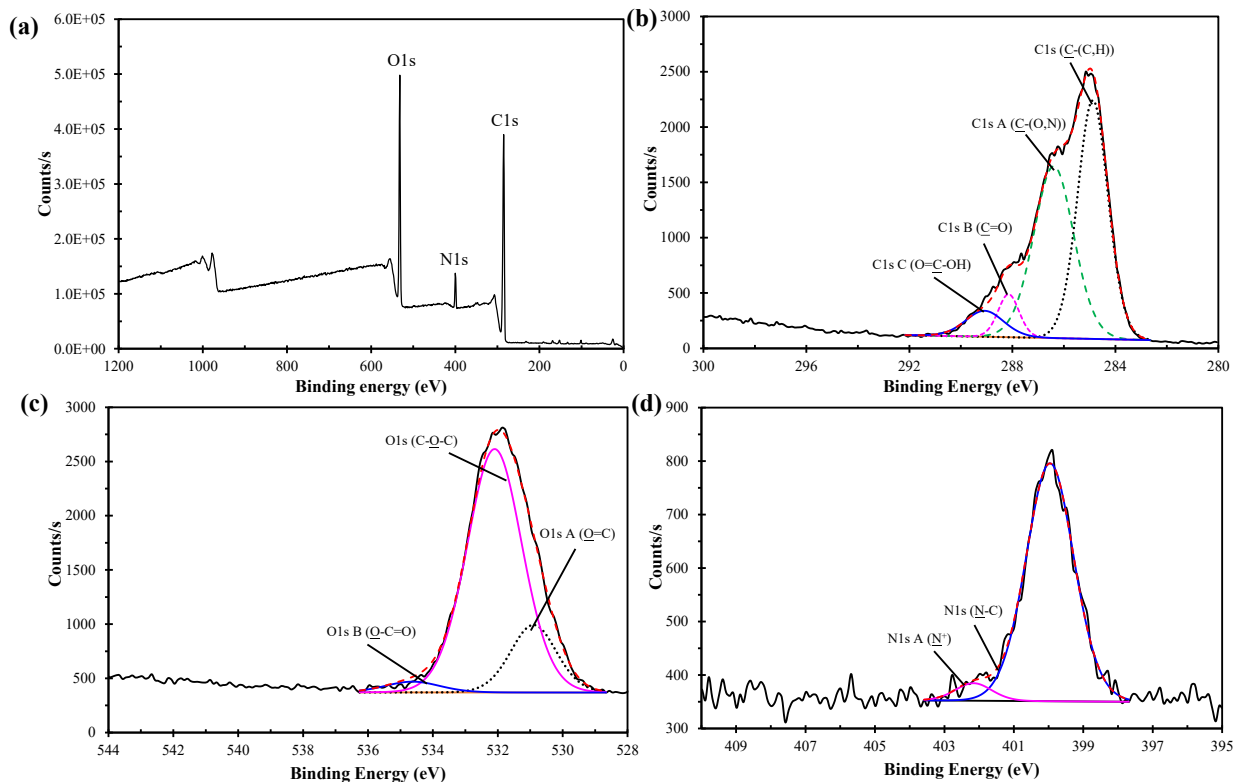 (a)
6.0E+05
5.0E+05
4.0E+05
3.0E+05
2.0E+05
1.0E+05
0.0E+00
Counts/s
O1s
C1s
N1s
1200 1000 800 600 400 200 0
Binding energy (eV)
(b)
3000
2500
2000
1500
1000
500
0
Counts/s
C1s (C-(C,H))
C1s A (C-(O,N))
C1s B (C=O)
C1s C (O=C-OH)
300 296 292 288 284 280
Binding Energy (eV)
(c)
3000
2500
2000
1500
1000
500
0
Counts/s
O1s (C-O-C)
O1s A (O=C)
O1s B (O-C=O)
544 542 540 538 536 534 532 530 528
Binding Energy (eV)
(d)
900
800
700
600
500
400
300
Counts/s
N1s (N-C)
N1s A (N⁺)
409 407 405 403 401 399 397 395
Binding Energy (eV)